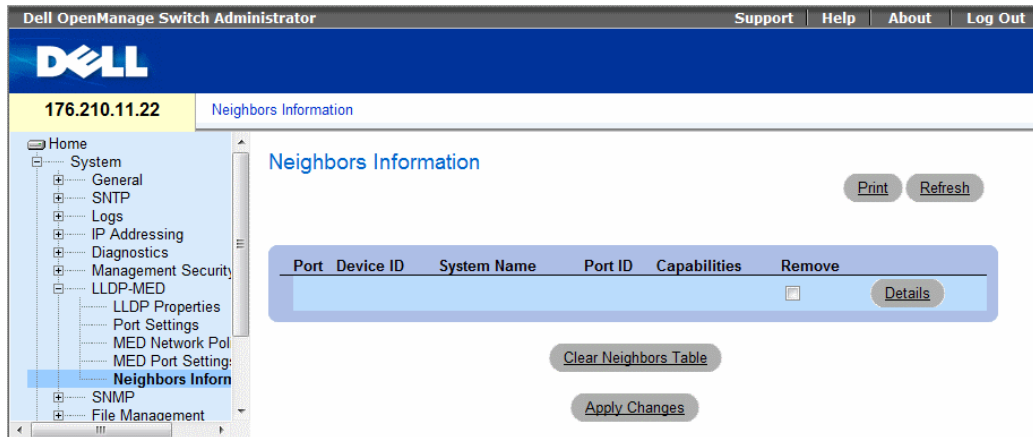 Dell OpenManage Switch Administrator
Support Help About Log Out
DELL
176.210.11.22
Neighbors Information
Home
System
General
SNTP
Logs
IP Addressing
Diagnostics
Management Security
LLDP-MED
LLDP Properties
Port Settings
MED Network Pol
MED Port Setting
Neighbors Inform
SNMP
File Management
Neighbors Information
Print Refresh
Port Device ID System Name Port ID Capabilities Remove
Details
Clear Neighbors Table
Apply Changes